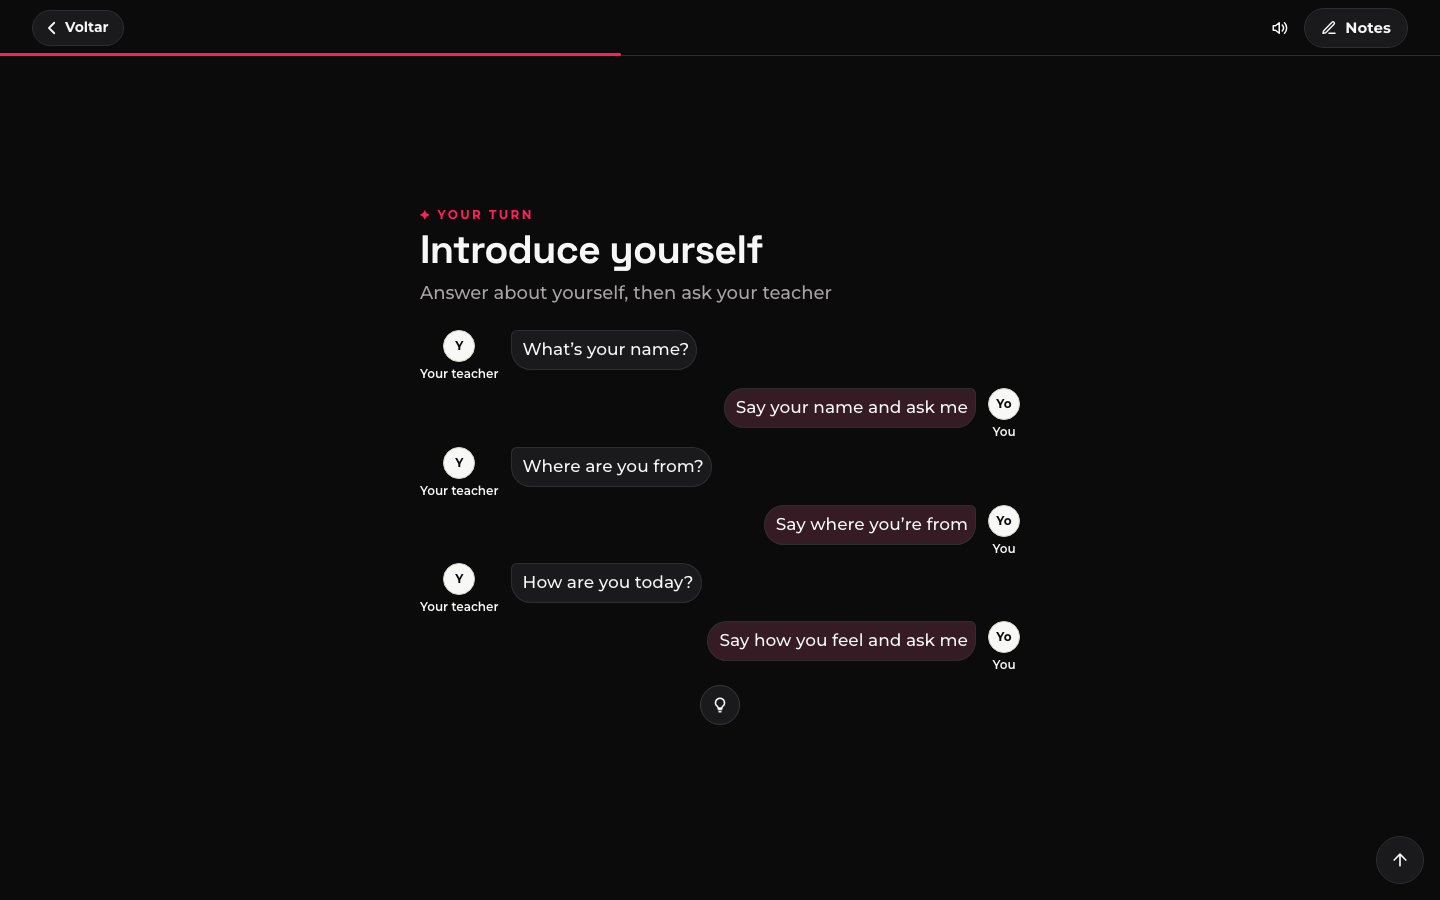 Voltar
Notes
YOUR TURN
Introduce yourself
Answer about yourself, then ask your teacher
Y
What’s your name?
Your teacher
Say your name and ask me
Yo
You
Y
Where are you from?
Your teacher
Say where you’re from
Yo
You
Y
How are you today?
Your teacher
Say how you feel and ask me
Yo
You